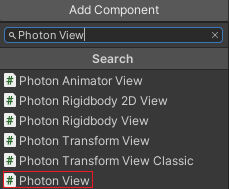 Add Component
Photon View
Search
Photon Animator View
Photon Rigidbody 2D View
Photon Rigidbody View
Photon Transform View
Photon Transform View Classic
Photon View